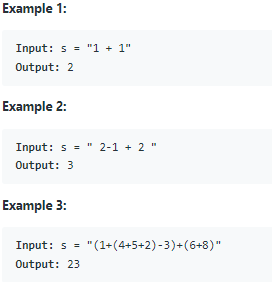 Example 1:
Input: s = "1 + 1"
Output: 2
Example 2:
Input: s = " 2-1 + 2 "
Output: 3
Example 3:
Input: s = "(1+(4+5+2)-3)+(6+8)"
Output: 23